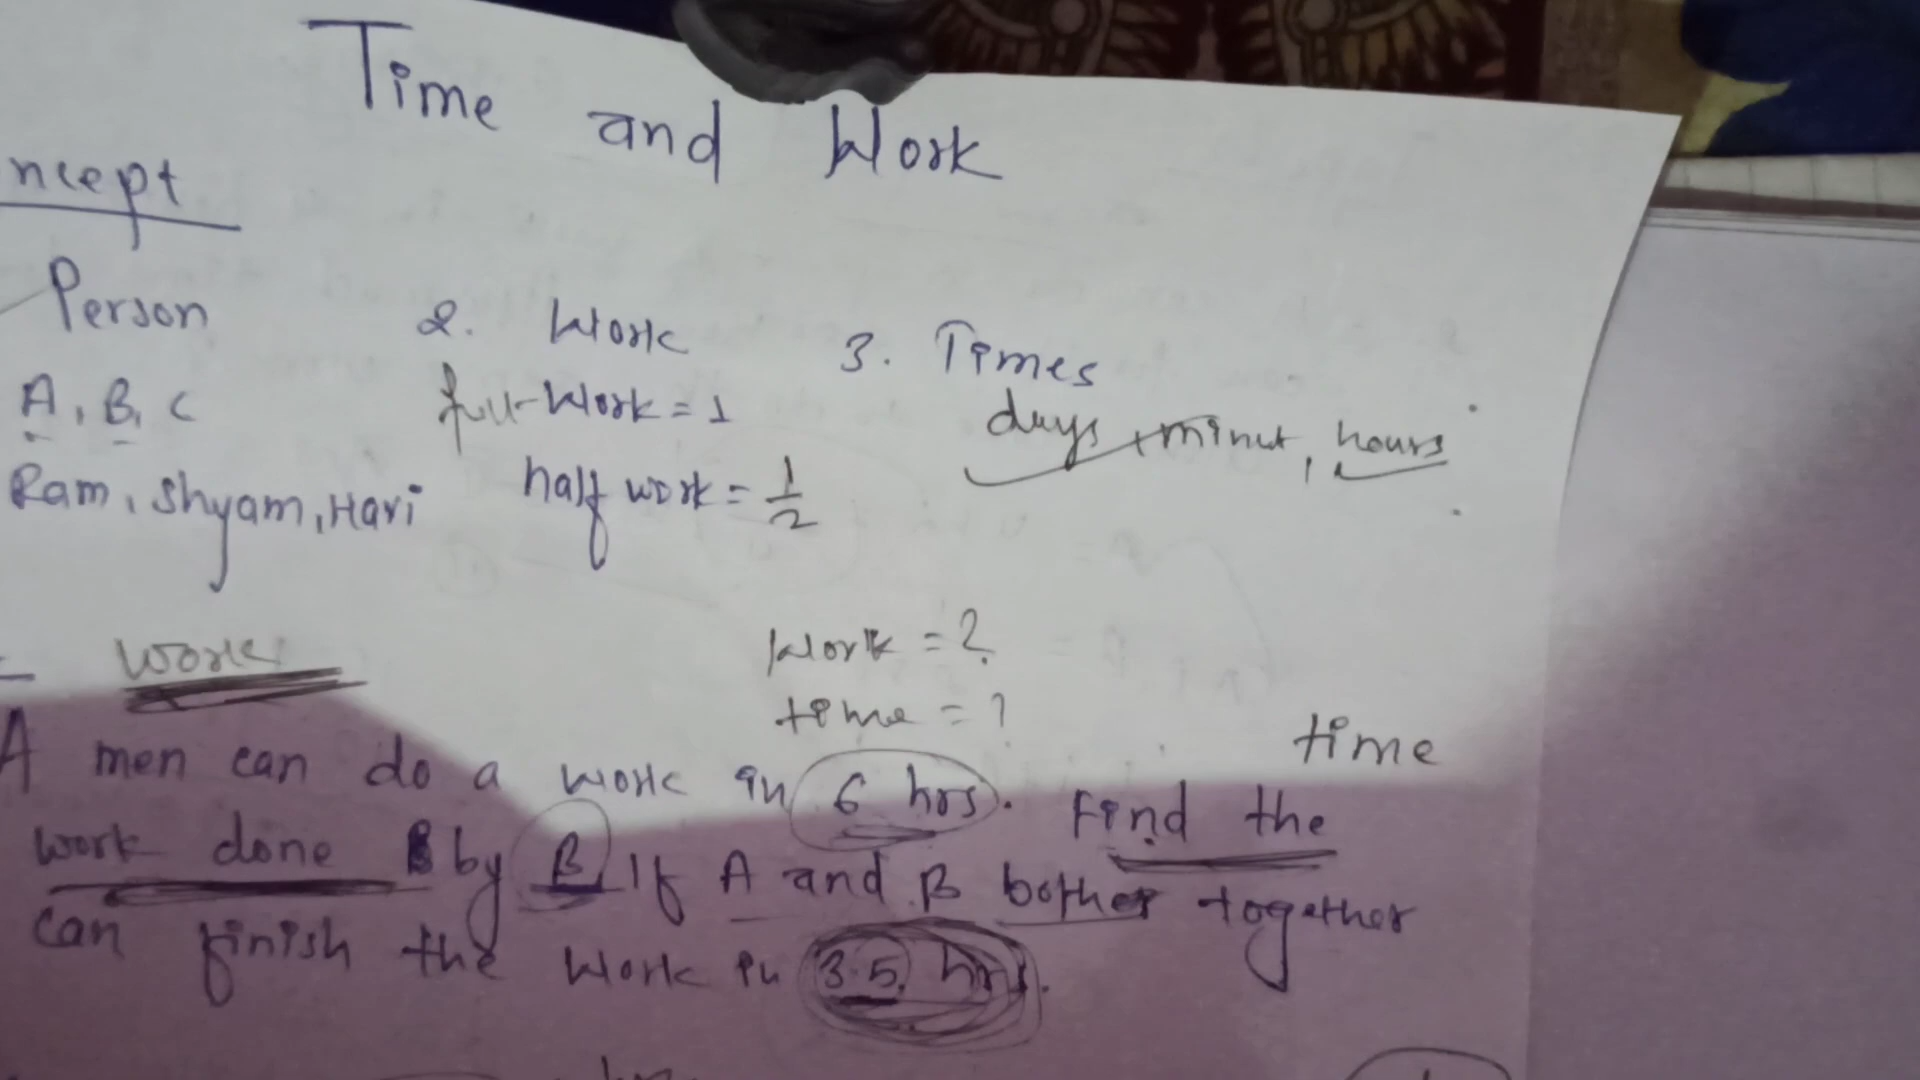 Time and Work
ncept
Person 2. Work 3. Times
A, B, C full-work = 1 days, minut, hours
Ram, Shyam, Hari half work = 1/2
Work
Work = ?
time = ?
time
A men can do a work in 6 hrs. Find the
work done by B If A and B bother together
can finish the work in 3.5 hrs.